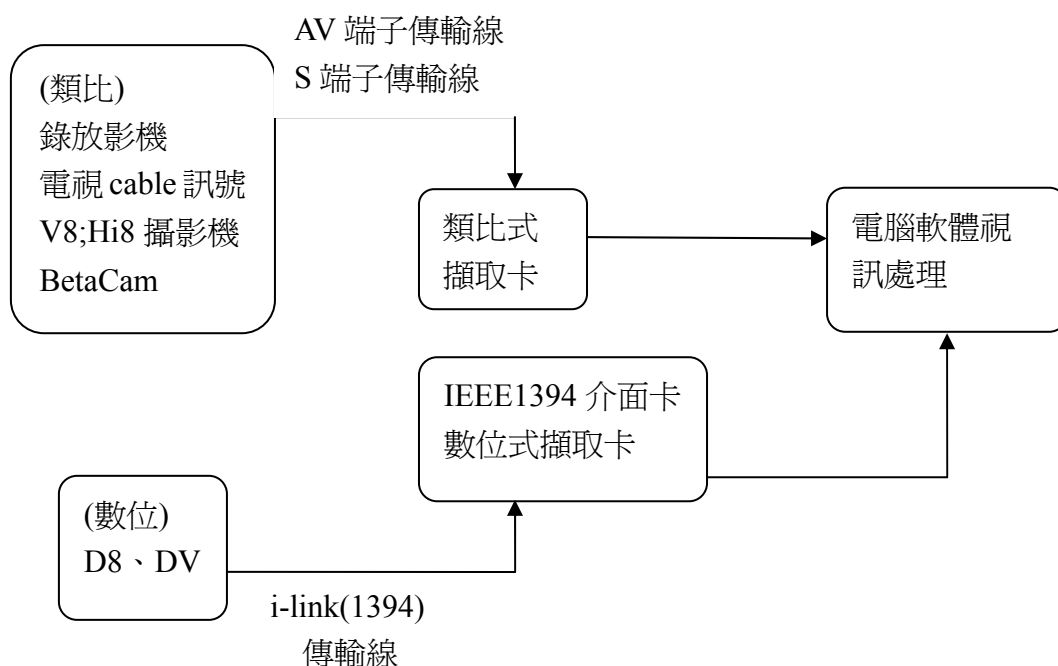 AV 端子傳輸線
S 端子傳輸線
(類比)
錄放影機
電視 cable 訊號
V8;Hi8 攝影機
BetaCam
類比式
擷取卡
電腦軟體視
訊處理
IEEE1394 介面卡
數位式擷取卡
(數位)
D8、DV
i-link(1394)
傳輸線